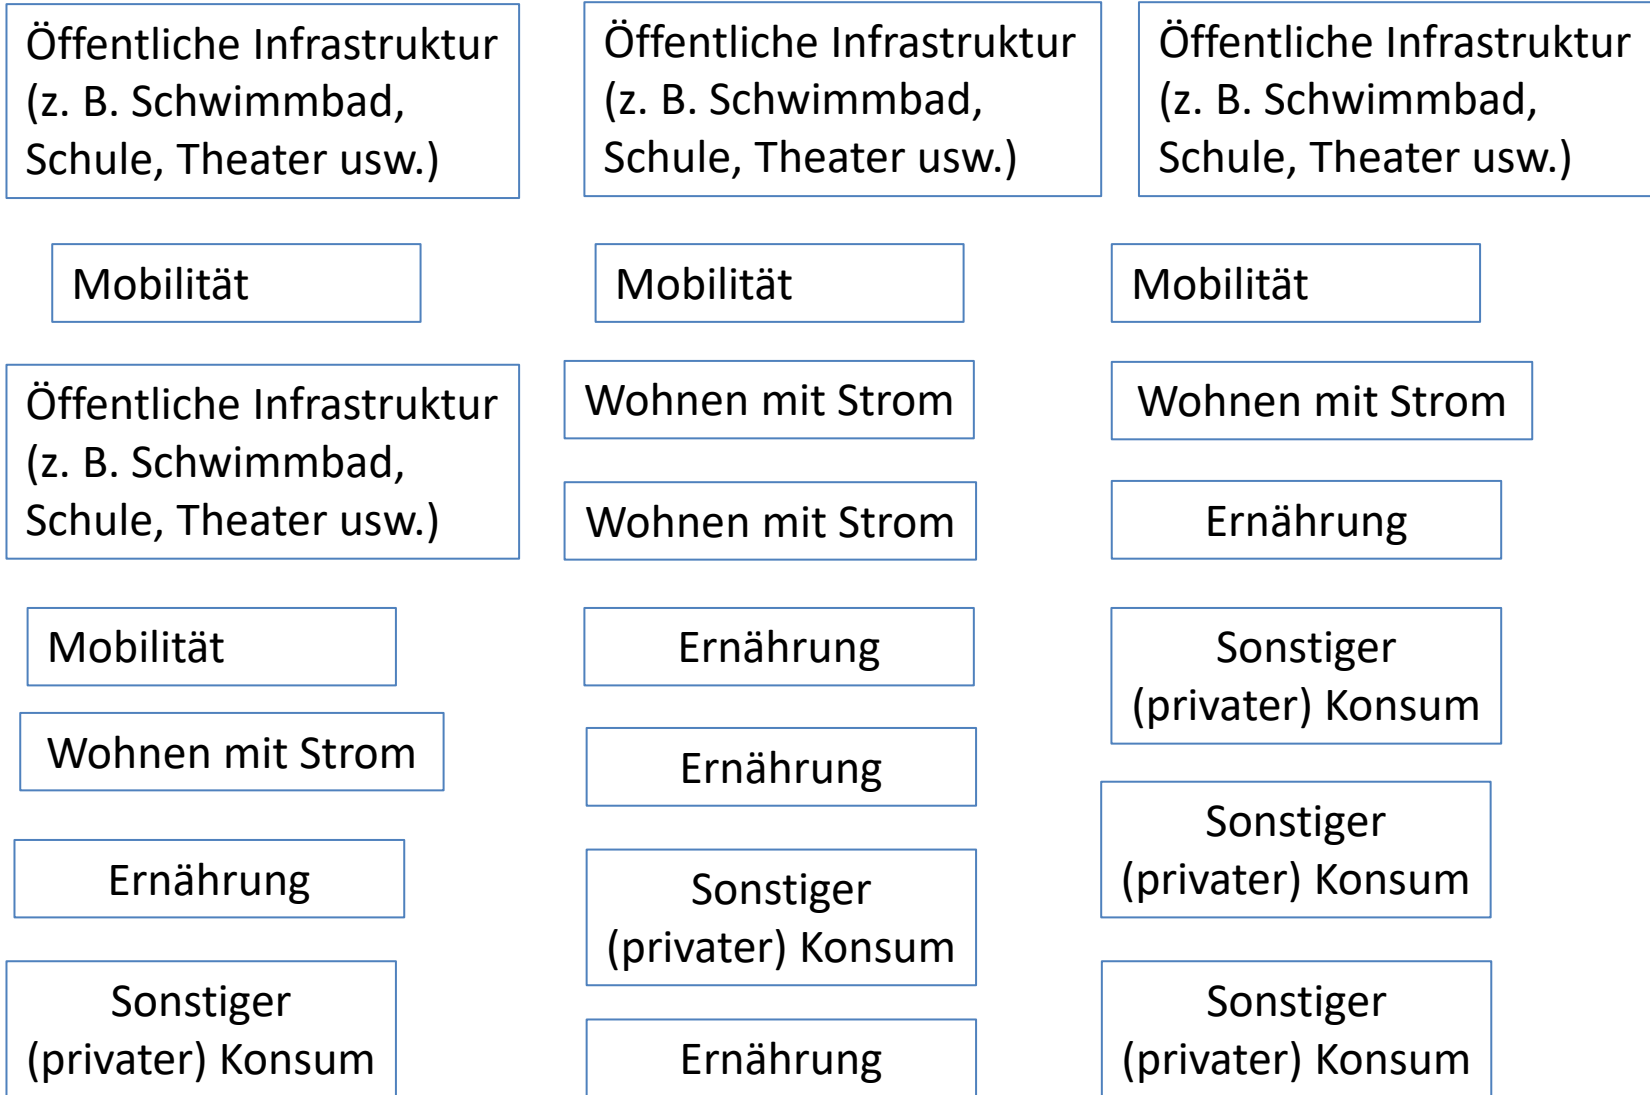 Öffentliche Infrastruktur
(z. B. Schwimmbad,
Schule, Theater usw.)
Öffentliche Infrastruktur
(z. B. Schwimmbad,
Schule, Theater usw.)
Öffentliche Infrastruktur
(z. B. Schwimmbad,
Schule, Theater usw.)
Mobilität
Mobilität
Mobilität
Öffentliche Infrastruktur
(z. B. Schwimmbad,
Schule, Theater usw.)
Wohnen mit Strom
Wohnen mit Strom
Wohnen mit Strom
Ernährung
Mobilität
Ernährung
Sonstiger
(privater) Konsum
Wohnen mit Strom
Ernährung
Sonstiger
(privater) Konsum
Ernährung
Sonstiger
(privater) Konsum
Sonstiger
(privater) Konsum
Ernährung
Sonstiger
(privater) Konsum